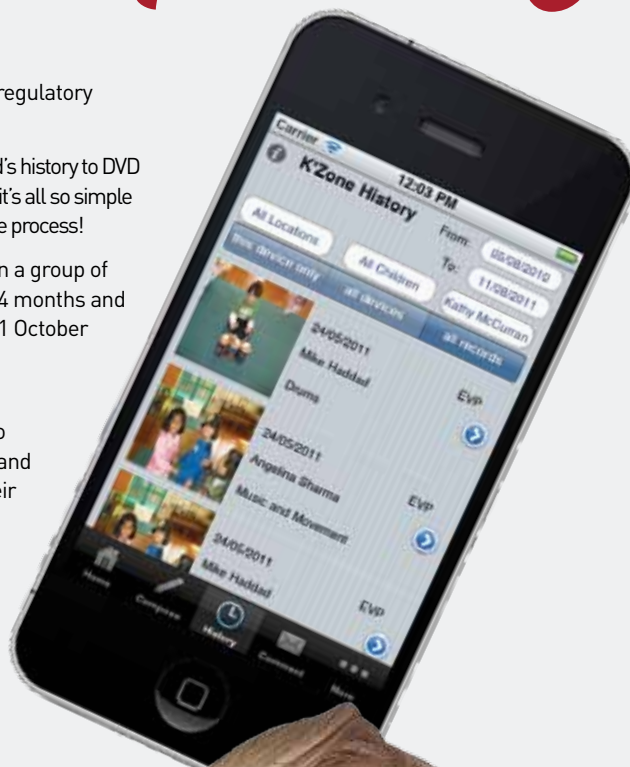 regulatory
d's history to DVD
it's all so simple
e process!
n a group of
4 months and
1 October
o
and
eir
Carrier
12:03 PM
K'Zone History
From:
05/08/2010
To:
11/08/2011
All Locations
All Children
Kathy McCurran
this device only
all devices
all records
24/05/2011
Mike Haddad
EVP
Drums
24/05/2011
Angelina Sharma
EVP
Music and Movement
24/05/2011
Mike Haddad
EVP
Home
Compose
History
Comment
More